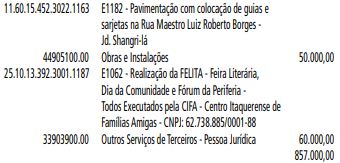 11.60.15.452.3022.1163 E1182 - Pavimentação com colocação de guias e
sarjetas na Rua Maestro Luiz Roberto Borges -
Jd. Shangri-lá
44905100.00 Obras e Instalações 50.000,00
25.10.13.392.3001.1187 E1062 - Realização da FELITA - Feira Literária,
Dia da Comunidade e Fórum da Periferia -
Todos Executados pela CIFA - Centro Itaquerense de
Famílias Amigas - CNPJ: 62.738.885/0001-88
33903900.00 Outros Serviços de Terceiros - Pessoa Jurídica 60.000,00
857.000,00